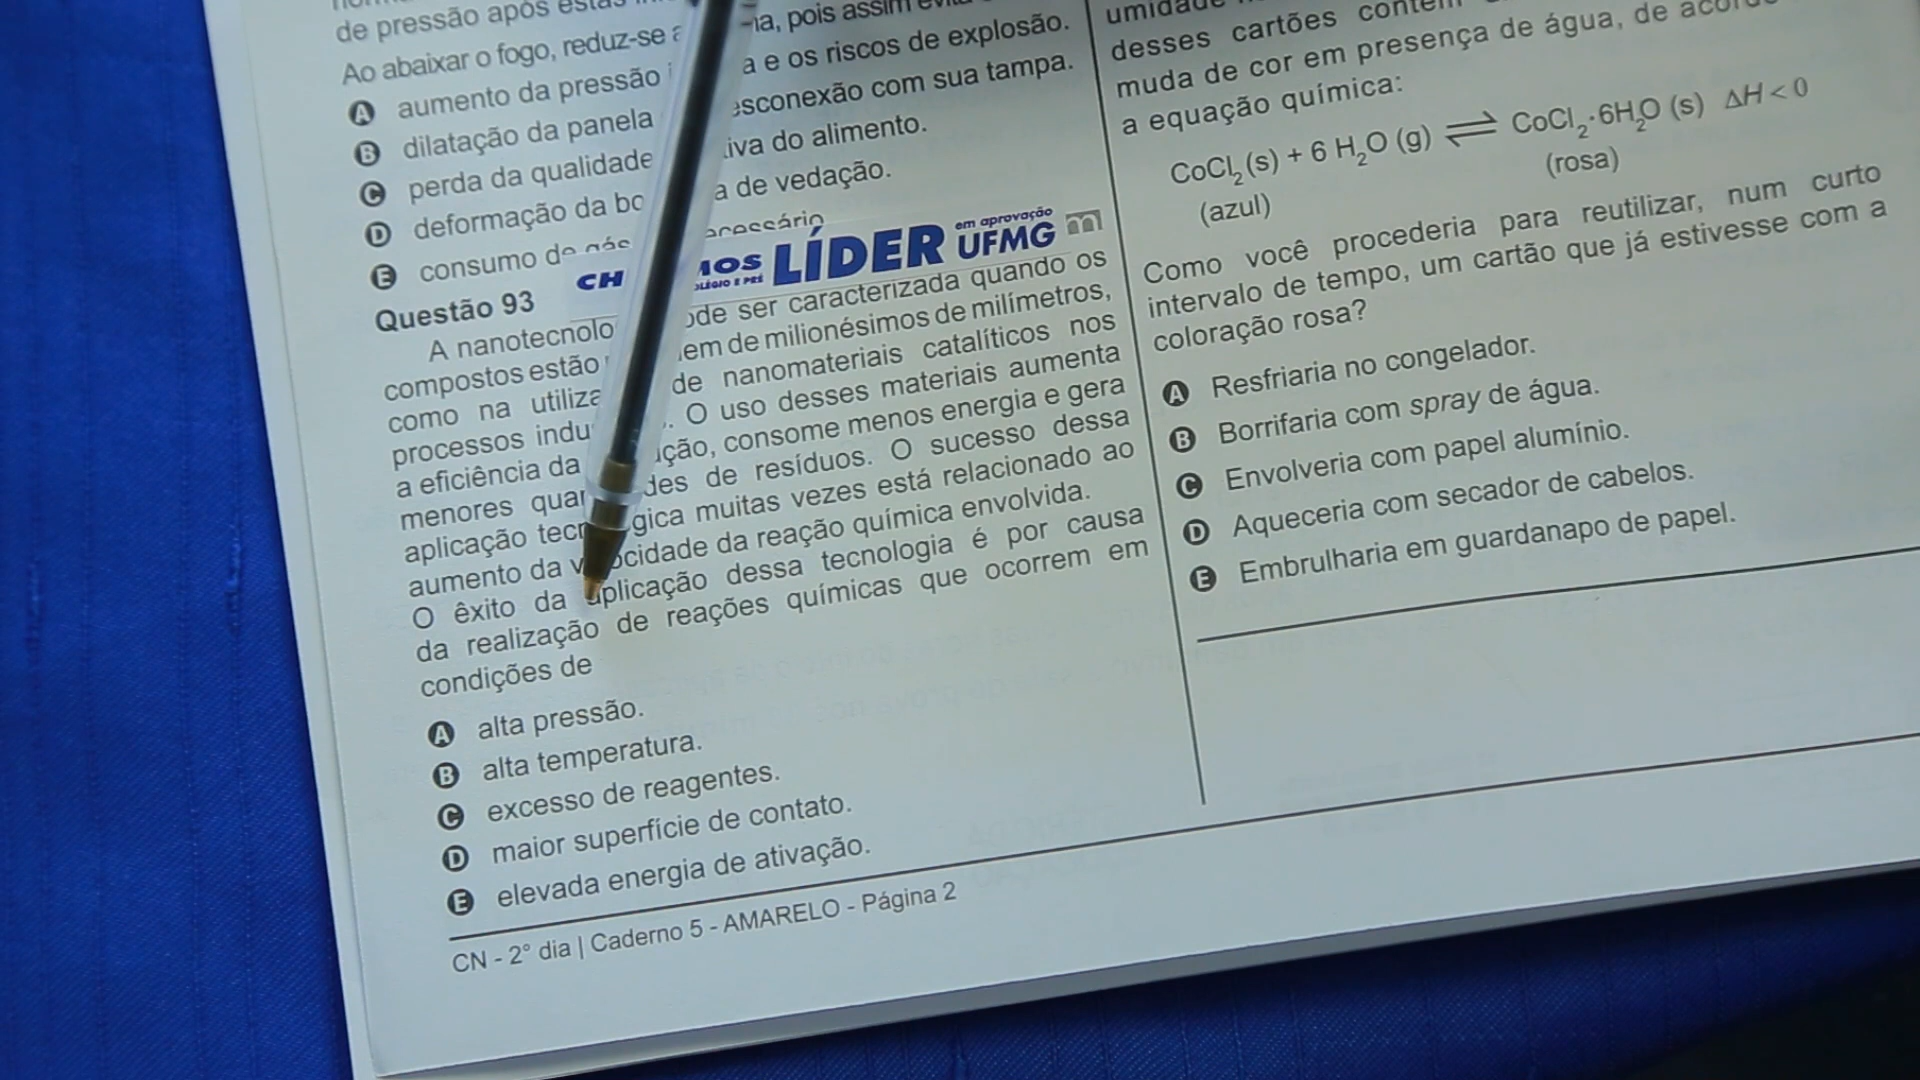 de pressão após
Ao abaixar o fogo, reduz-se a pois assim
A aumento da pressão a e os riscos de explosão.
B dilatação da panela esconexão com sua tampa.
C perda da qualidade iva do alimento.
D deformação da bo a de vedação.
E consumo de gás ecessário
CH MOS LÍDER em aprovação UFMG m
OLÉGIO E PRÉ
Questão 93
A nanotecnolo ode ser caracterizada quando os
compostos estão em de milionésimos de milímetros,
como na utiliza de nanomateriais catalíticos nos
processos indu . O uso desses materiais aumenta
a eficiência da ução, consome menos energia e gera
menores quan des de resíduos. O sucesso dessa
aplicação tecn gica muitas vezes está relacionado ao
aumento da v ocidade da reação química envolvida.
O êxito da aplicação dessa tecnologia é por causa
da realização de reações químicas que ocorrem em
condições de
A alta pressão.
B alta temperatura.
C excesso de reagentes.
D maior superfície de contato.
E elevada energia de ativação.
CN - 2° dia | Caderno 5 - AMARELO - Página 2
umidade
desses cartões contém
muda de cor em presença de água, de acordo
a equação química:
CoCl₂(s) + 6 H₂O (g) ⇌ CoCl₂·6H₂O (s) ΔH < 0
(azul) (rosa)
Como você procederia para reutilizar, num curto
intervalo de tempo, um cartão que já estivesse com a
coloração rosa?
A Resfriaria no congelador.
B Borrifaria com spray de água.
C Envolveria com papel alumínio.
D Aqueceria com secador de cabelos.
E Embrulharia em guardanapo de papel.